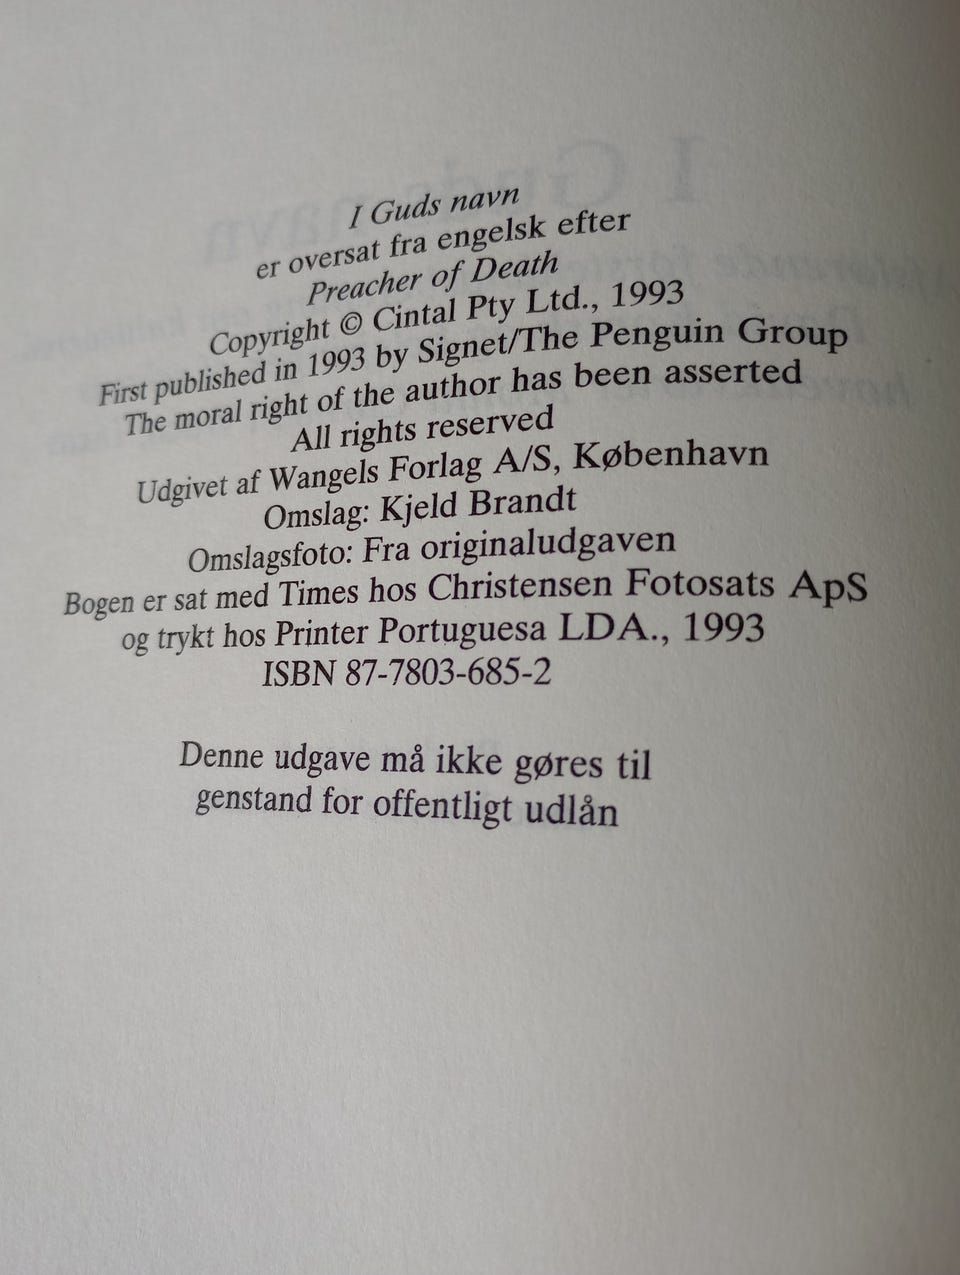 I Guds navn
er oversat fra engelsk efter
Preacher of Death
Copyright © Cintal Pty Ltd., 1993
First published in 1993 by Signet/The Penguin Group
The moral right of the author has been asserted
All rights reserved
Udgivet af Wangels Forlag A/S, København
Omslag: Kjeld Brandt
Omslagsfoto: Fra originaludgaven
Bogen er sat med Times hos Christensen Fotosats ApS
og trykt hos Printer Portuguesa LDA., 1993
ISBN 87-7803-685-2
Denne udgave må ikke gøres til
genstand for offentligt udlån